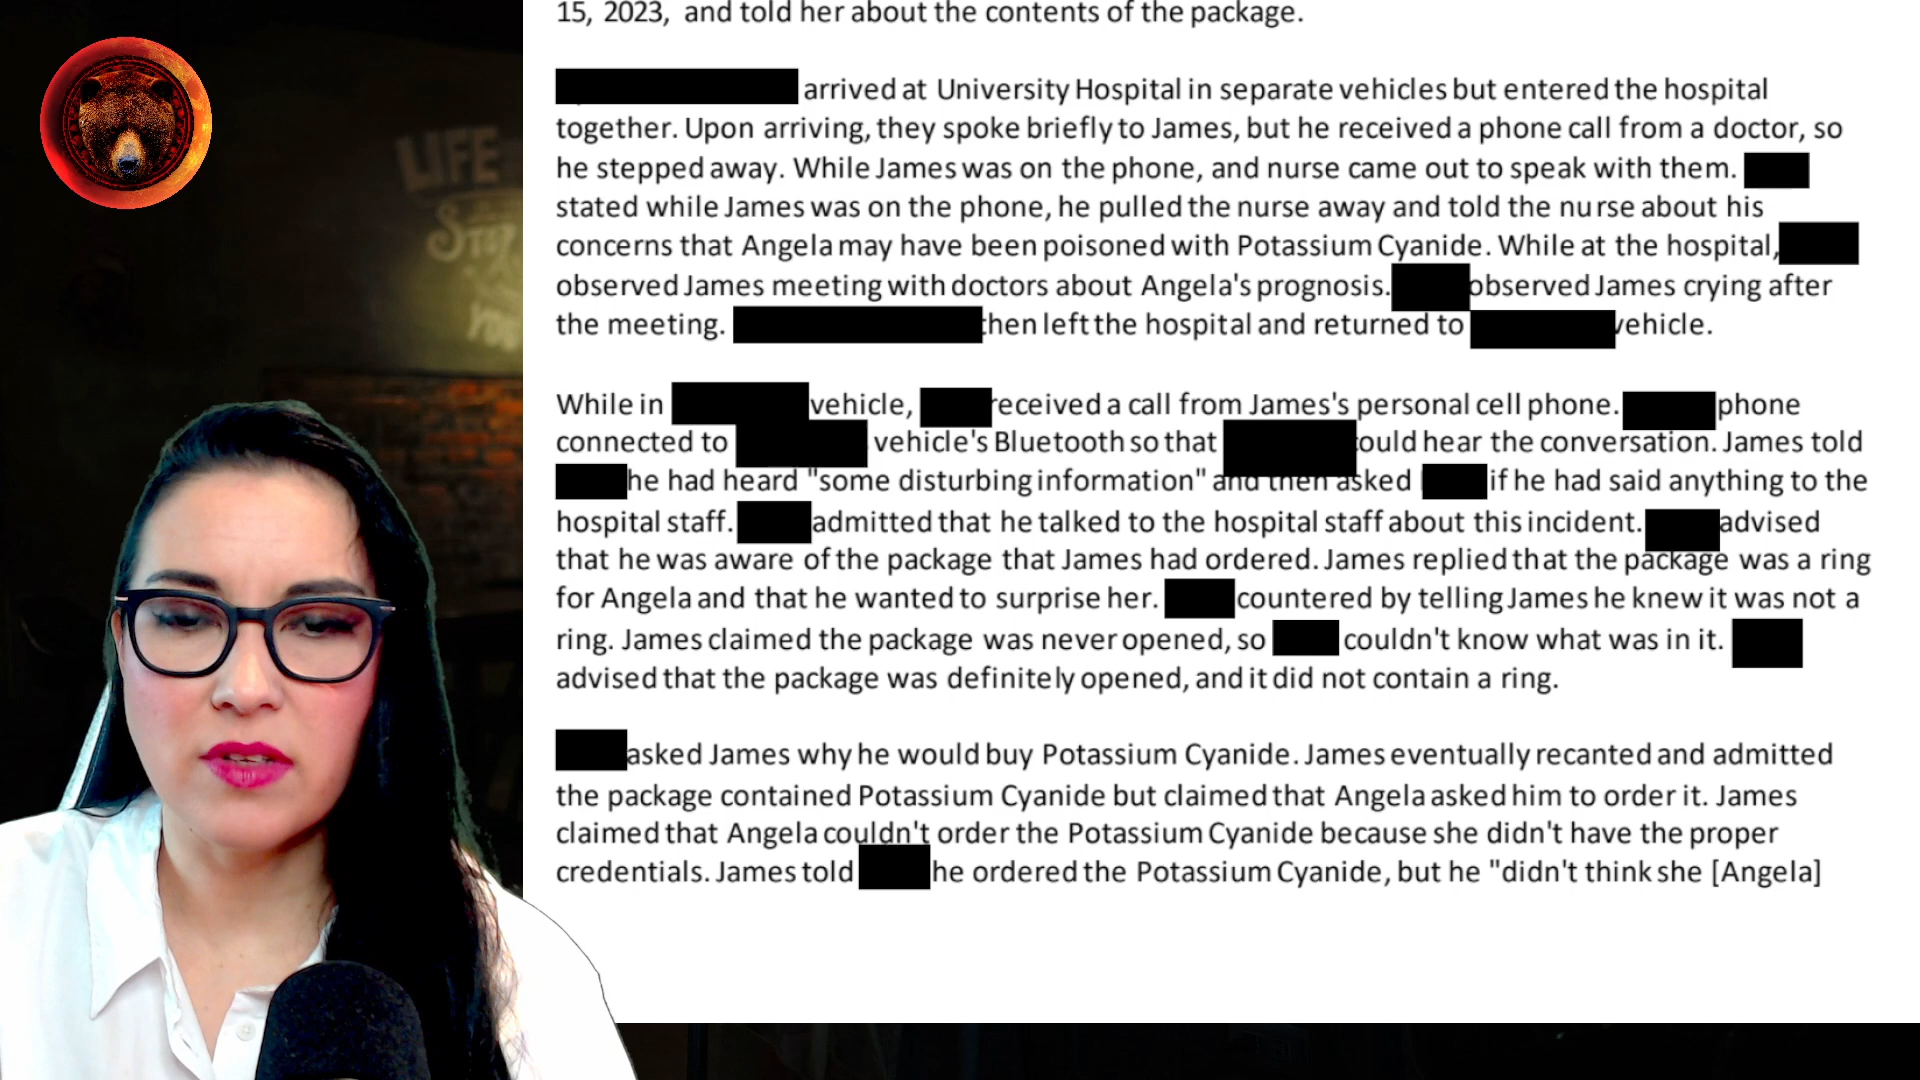 LIFE
STEP
YOUR
15, 2023, and told her about the contents of the package.
arrived at University Hospital in separate vehicles but entered the hospital
together. Upon arriving, they spoke briefly to James, but he received a phone call from a doctor, so
he stepped away. While James was on the phone, and nurse came out to speak with them.
stated while James was on the phone, he pulled the nurse away and told the nurse about his
concerns that Angela may have been poisoned with Potassium Cyanide. While at the hospital,
observed James meeting with doctors about Angela's prognosis. observed James crying after
the meeting. then left the hospital and returned to vehicle.
While in vehicle, received a call from James's personal cell phone. phone
connected to vehicle's Bluetooth so that could hear the conversation. James told
he had heard "some disturbing information" and then asked if he had said anything to the
hospital staff. admitted that he talked to the hospital staff about this incident. advised
that he was aware of the package that James had ordered. James replied that the package was a ring
for Angela and that he wanted to surprise her. countered by telling James he knew it was not a
ring. James claimed the package was never opened, so couldn't know what was in it.
advised that the package was definitely opened, and it did not contain a ring.
asked James why he would buy Potassium Cyanide. James eventually recanted and admitted
the package contained Potassium Cyanide but claimed that Angela asked him to order it. James
claimed that Angela couldn't order the Potassium Cyanide because she didn't have the proper
credentials. James told he ordered the Potassium Cyanide, but he "didn't think she [Angela]